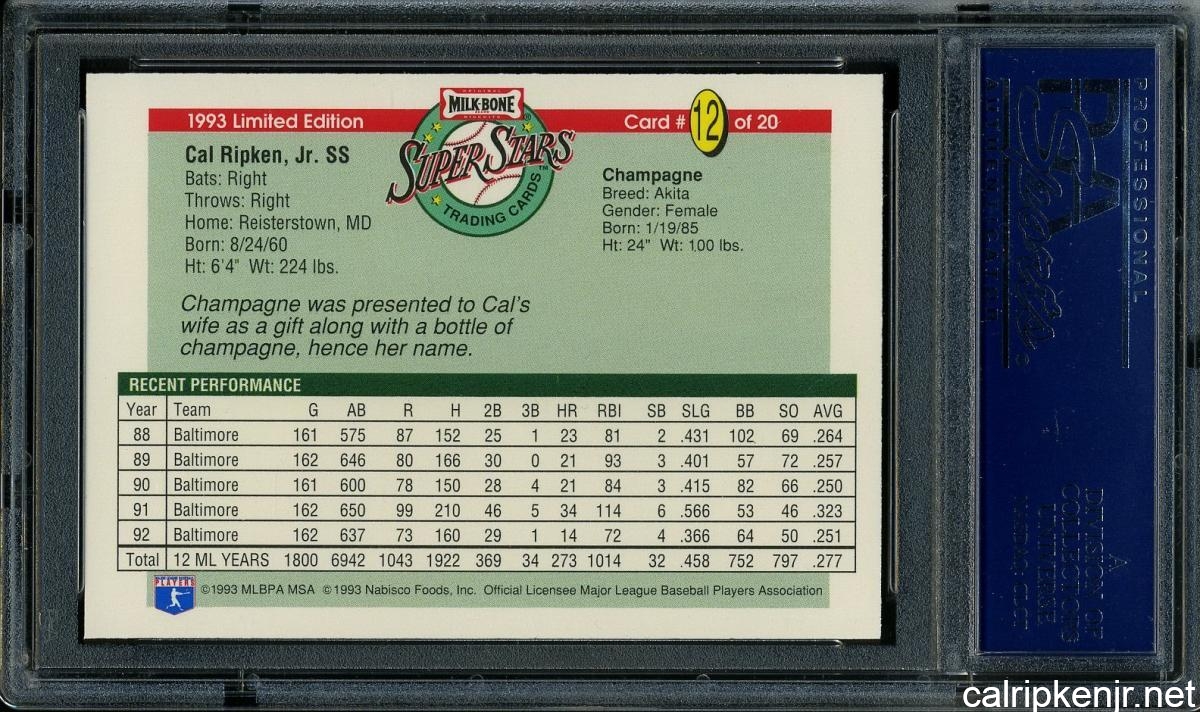 1993 Limited Edition
ORIGINAL
MILK-BONE
BISCUITS
SUPER STARS
TRADING CARDS™
Card # 12 of 20
Cal Ripken, Jr. SS
Bats: Right
Throws: Right
Home: Reisterstown, MD
Born: 8/24/60
Ht: 6'4" Wt: 224 lbs.
Champagne
Breed: Akita
Gender: Female
Born: 1/19/85
Ht: 24" Wt: 100 lbs.
Champagne was presented to Cal's
wife as a gift along with a bottle of
champagne, hence her name.
RECENT PERFORMANCE
Year Team G AB R H 2B 3B HR RBI SB SLG BB SO AVG
88 Baltimore 161 575 87 152 25 1 23 81 2 .431 102 69 .264
89 Baltimore 162 646 80 166 30 0 21 93 3 .401 57 72 .257
90 Baltimore 161 600 78 150 28 4 21 84 3 .415 82 66 .250
91 Baltimore 162 650 99 210 46 5 34 114 6 .566 53 46 .323
92 Baltimore 162 637 73 160 29 1 14 72 4 .366 64 50 .251
Total 12 ML YEARS 1800 6942 1043 1922 369 34 273 1014 32 .458 752 797 .277
PLAYERS
©1993 MLBPA MSA ©1993 Nabisco Foods, Inc. Official Licensee Major League Baseball Players Association
PROFESSIONAL
PSA
Sports
AUTHENTICATOR
A
DIVISION OF
COLLECTORS
UNIVERSE
NASDAQ: CLCT
calripkenjr.net